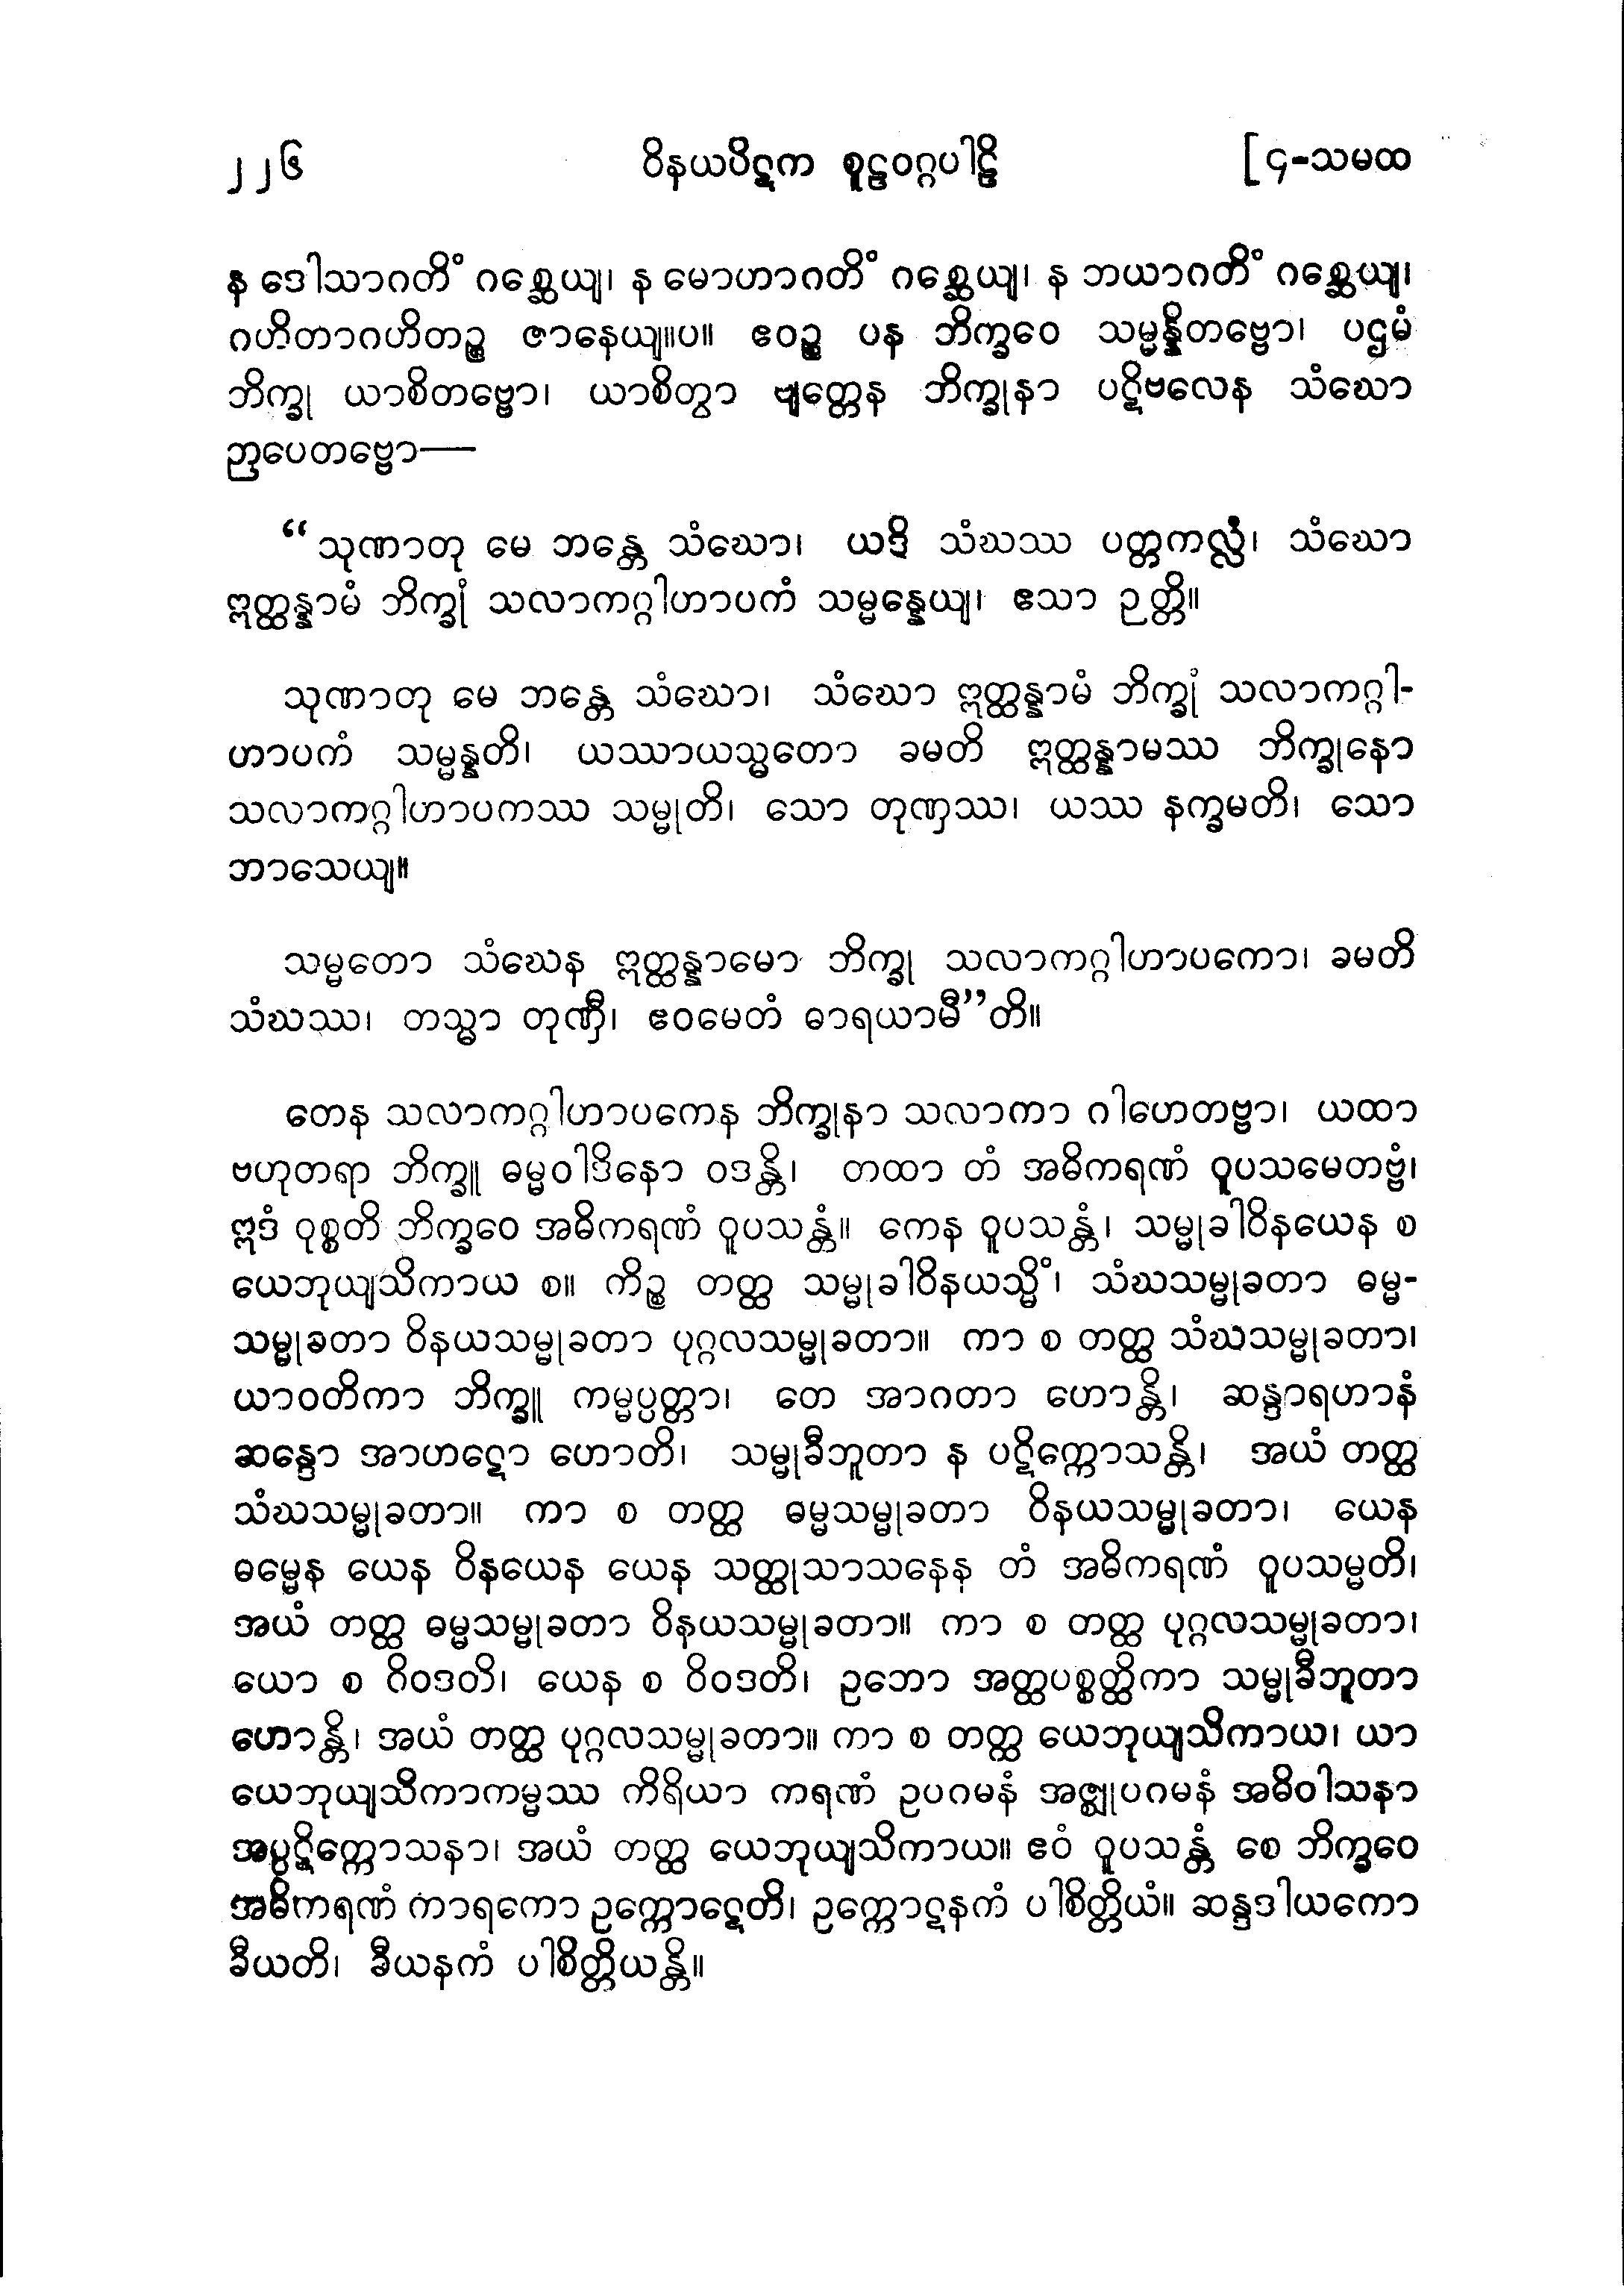 ၂၂၆ ဝိနယပိဋက စူဠဝဂ္ဂပါဠိ [၄-သမထ
န ဒေါသာဂတိံ ဂစ္ဆေယျ၊ န မောဟာဂတိံ ဂစ္ဆေယျ၊ န ဘယာဂတိံ ဂစ္ဆေယျ၊
ဂဟိတာဂဟိတဉ္စ ဇာနေယျ။ပ။ ဧဝဉ္စ ပန ဘိက္ခဝေ သမ္မန္နိတဗ္ဗော၊ ပဌမံ
ဘိက္ခု ယာစိတဗ္ဗော၊ ယာစိတွာ ဗျတ္တေန ဘိက္ခုနာ ပဋိဗလေန သံဃော
ဉာပေတဗ္ဗော—
“သုဏာတု မေ ဘန္တေ သံဃော၊ ယဒိ သံဃဿ ပတ္တကလ္လံ၊ သံဃော
ဣတ္ထန္နာမံ ဘိက္ခုံ သလာကဂ္ဂါဟာပကံ သမ္မန္နေယျ၊ ဧသာ ဉတ္တိ။
သုဏာတု မေ ဘန္တေ သံဃော၊ သံဃော ဣတ္ထန္နာမံ ဘိက္ခုံ သလာကဂ္ဂါ-
ဟာပကံ သမ္မန္နတိ၊ ယဿာယသ္မတော ခမတိ ဣတ္ထန္နာမဿ ဘိက္ခုနော
သလာကဂ္ဂါဟာပကဿ သမ္မုတိ၊ သော တုဏှဿ၊ ယဿ နက္ခမတိ၊ သော
ဘာသေယျ။
သမ္မတော သံဃေန ဣတ္ထန္နာမော ဘိက္ခု သလာကဂ္ဂါဟာပကော၊ ခမတိ
သံဃဿ၊ တသ္မာ တုဏှီ၊ ဧဝမေတံ ဓာရယာမီ”တိ။
တေန သလာကဂ္ဂါဟာပကေန ဘိက္ခုနာ သလာကာ ဂါဟေတဗ္ဗာ၊ ယထာ
ဗဟုတရာ ဘိက္ခူ ဓမ္မဝါဒိနော ဝဒန္တိ၊ တထာ တံ အဓိကရဏံ ဝူပသမေတဗ္ဗံ၊
ဣဒံ ဝုစ္စတိ ဘိက္ခဝေ အဓိကရဏံ ဝူပသန္တံ။ ကေန ဝူပသန္တံ၊ သမ္မုခါဝိနယေန စ
ယေဘုယျသိကာယ စ။ ကိဉ္စ တတ္ထ သမ္မုခါဝိနယသ္မိံ၊ သံဃသမ္မုခတာ ဓမ္မ-
သမ္မုခတာ ဝိနယသမ္မုခတာ ပုဂ္ဂလသမ္မုခတာ။ ကာ စ တတ္ထ သံဃသမ္မုခတာ၊
ယာဝတိကာ ဘိက္ခူ ကမ္မပ္ပတ္တာ၊ တေ အာဂတာ ဟောန္တိ၊ ဆန္ဒာရဟာနံ
ဆန္ဒော အာဟဋော ဟောတိ၊ သမ္မုခီဘူတာ န ပဋိက္ကောသန္တိ၊ အယံ တတ္ထ
သံဃသမ္မုခတာ။ ကာ စ တတ္ထ ဓမ္မသမ္မုခတာ ဝိနယသမ္မုခတာ၊ ယေန
ဓမ္မေန ယေန ဝိနယေန ယေန သတ္ထုသာသနေန တံ အဓိကရဏံ ဝူပသမ္မတိ၊
အယံ တတ္ထ ဓမ္မသမ္မုခတာ ဝိနယသမ္မုခတာ။ ကာ စ တတ္ထ ပုဂ္ဂလသမ္မုခတာ၊
ယော စ ဝိဝဒတိ၊ ယေန စ ဝိဝဒတိ၊ ဥဘော အတ္ထပစ္စတ္ထိကာ သမ္မုခီဘူတာ
ဟောန္တိ၊ အယံ တတ္ထ ပုဂ္ဂလသမ္မုခတာ။ ကာ စ တတ္ထ ယေဘုယျသိကာယ၊ ယာ
ယေဘုယျသိကာကမ္မဿ ကိရိယာ ကရဏံ ဥပဂမနံ အဇ္ဈုပဂမနံ အဓိဝါသနာ
အပ္ပဋိက္ကောသနာ၊ အယံ တတ္ထ ယေဘုယျသိကာယ။ ဧဝံ ဝူပသန္တံ စေ ဘိက္ခဝေ
အဓိကရဏံ ကာရကော ဥက္ကောဋေတိ၊ ဥက္ကောဋနကံ ပါစိတ္တိယံ။ ဆန္ဒဒါယကော
ခီယတိ၊ ခီယနကံ ပါစိတ္တိယန္တိ။